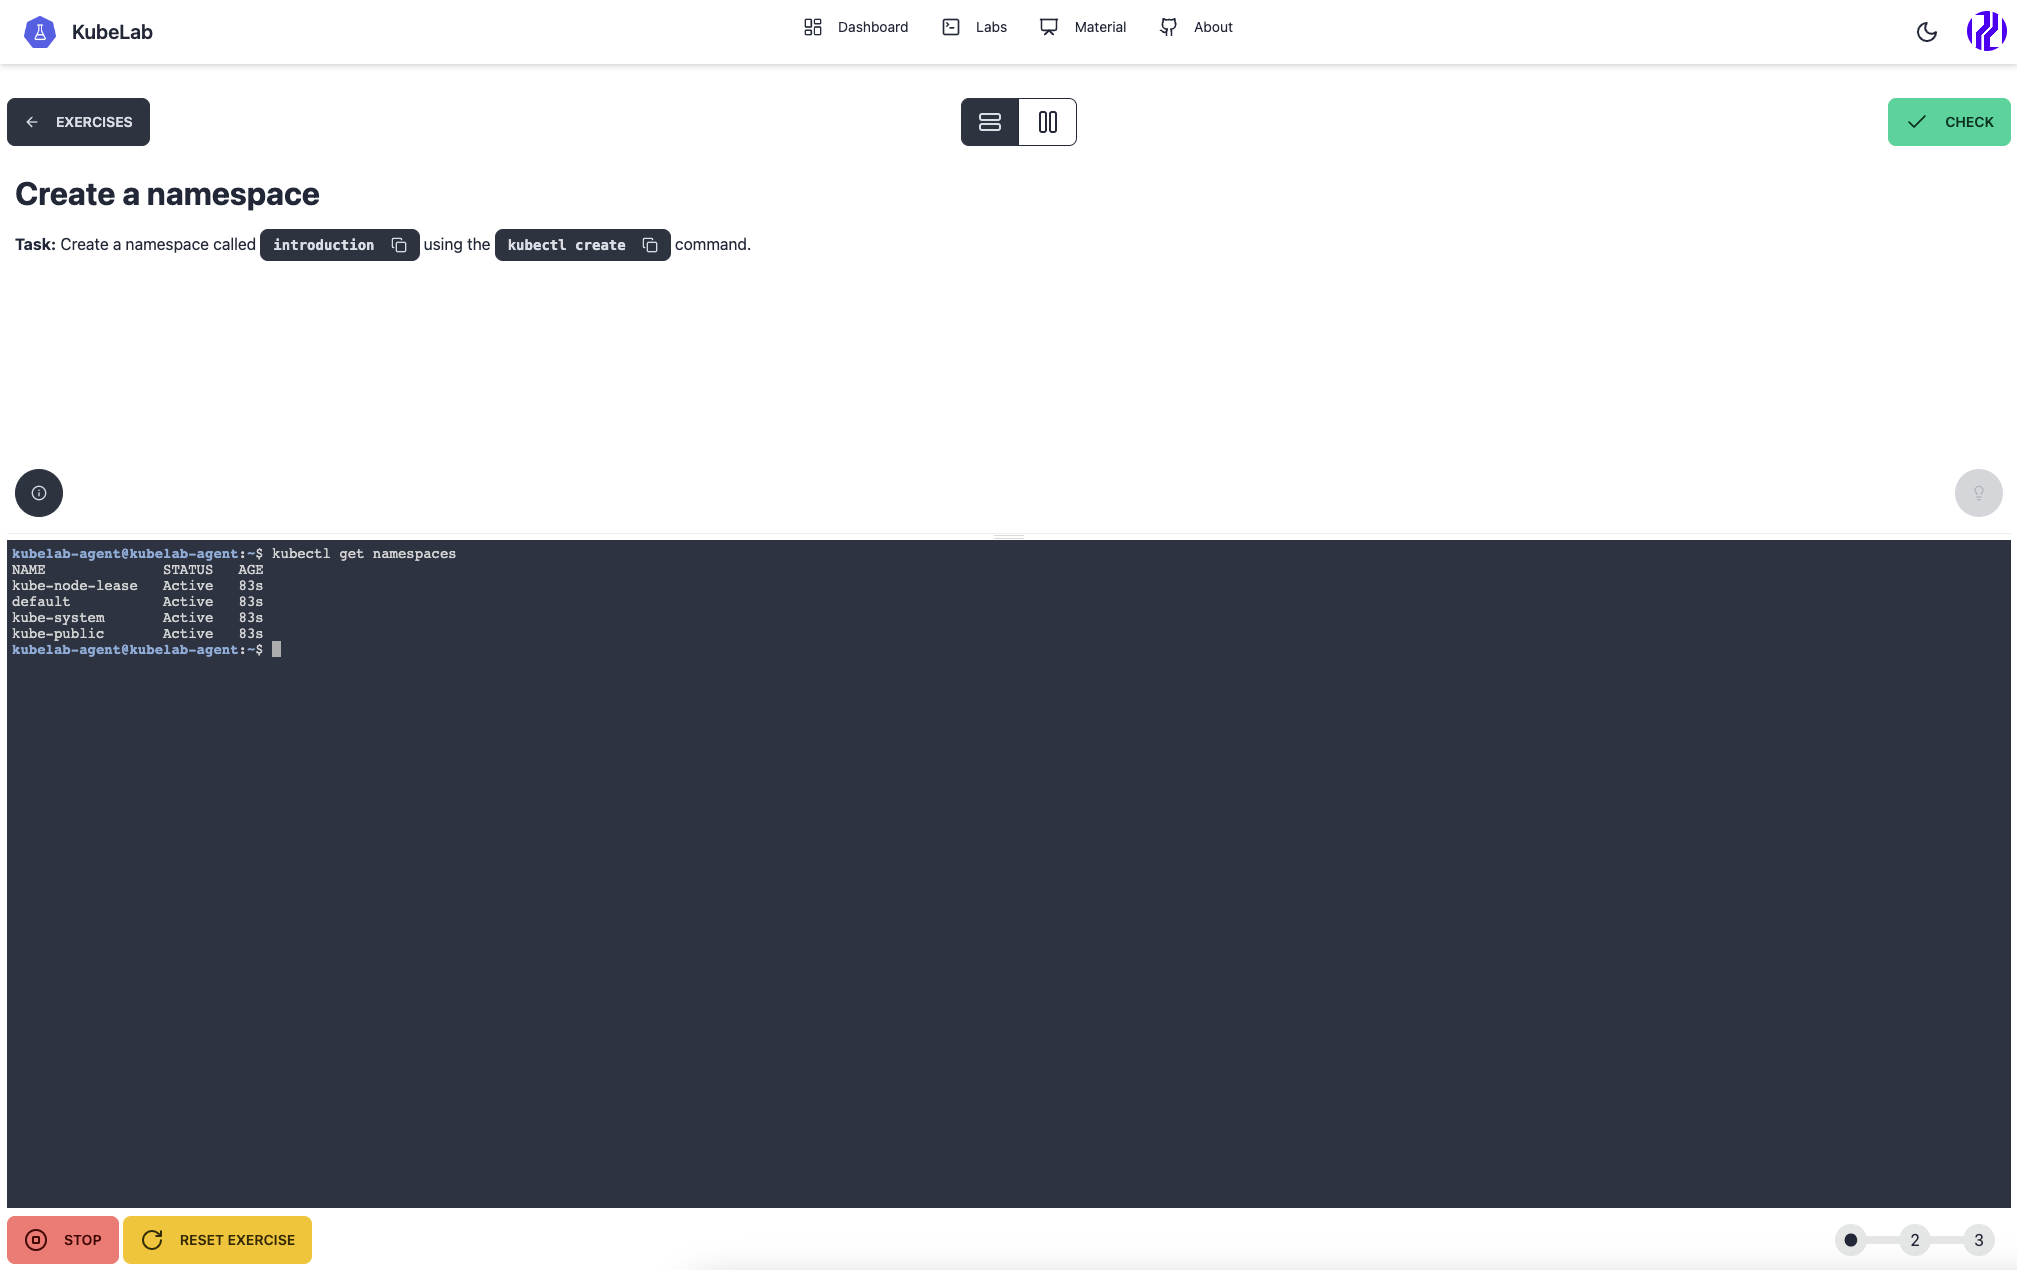 KubeLab
Dashboard
Labs
Material
About
EXERCISES
CHECK
Create a namespace
Task: Create a namespace called introduction using the kubectl create command.
kubelab-agent@kubelab-agent:~$ kubectl get namespaces
NAME STATUS AGE
kube-node-lease Active 83s
default Active 83s
kube-system Active 83s
kube-public Active 83s
kubelab-agent@kubelab-agent:~$
STOP
RESET EXERCISE
2
3